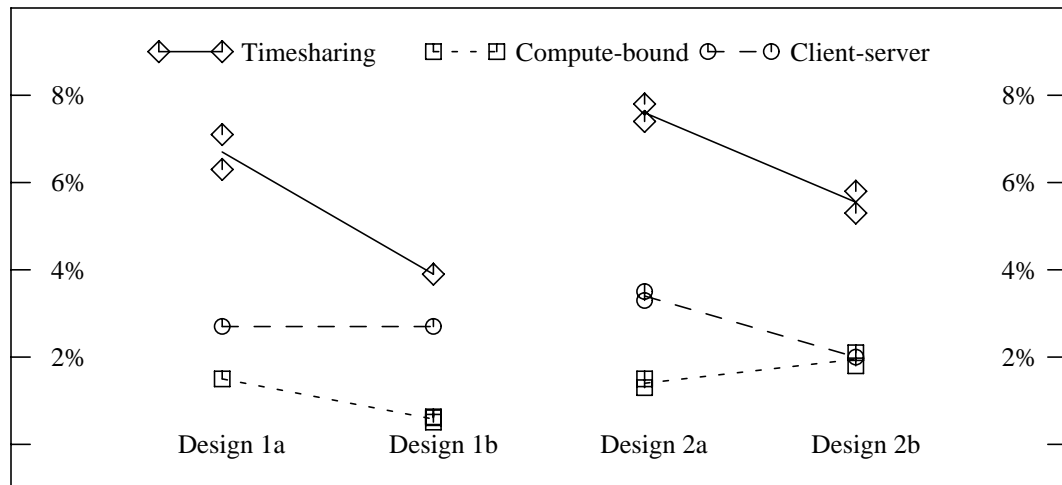 Timesharing Compute-bound Client-server
8% 8%
6% 6%
4% 4%
2% 2%
Design 1a Design 1b Design 2a Design 2b